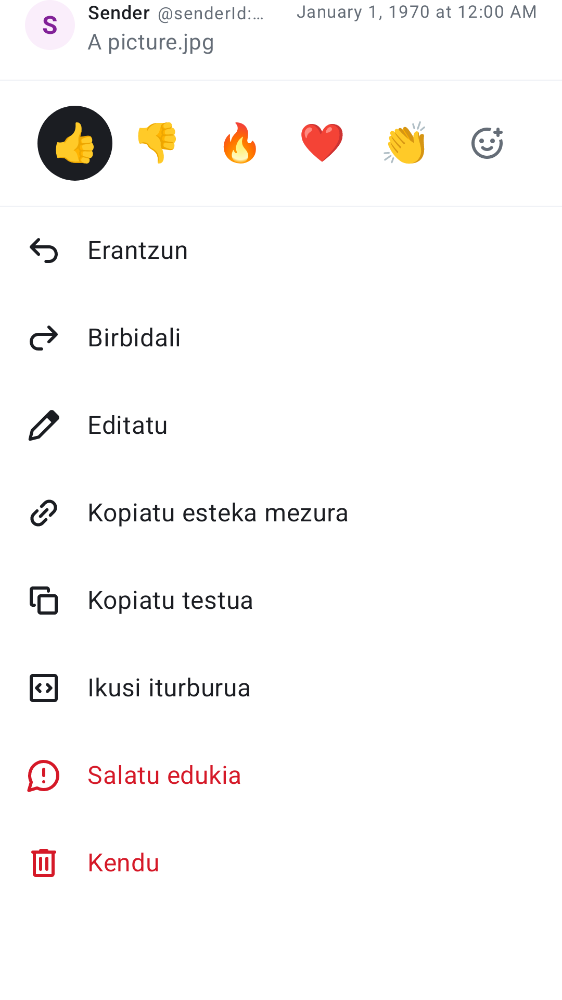 S
Sender @senderId:… January 1, 1970 at 12:00 AM
A picture.jpg
Erantzun
Birbidali
Editatu
Kopiatu esteka mezura
Kopiatu testua
Ikusi iturburua
Salatu edukia
Kendu